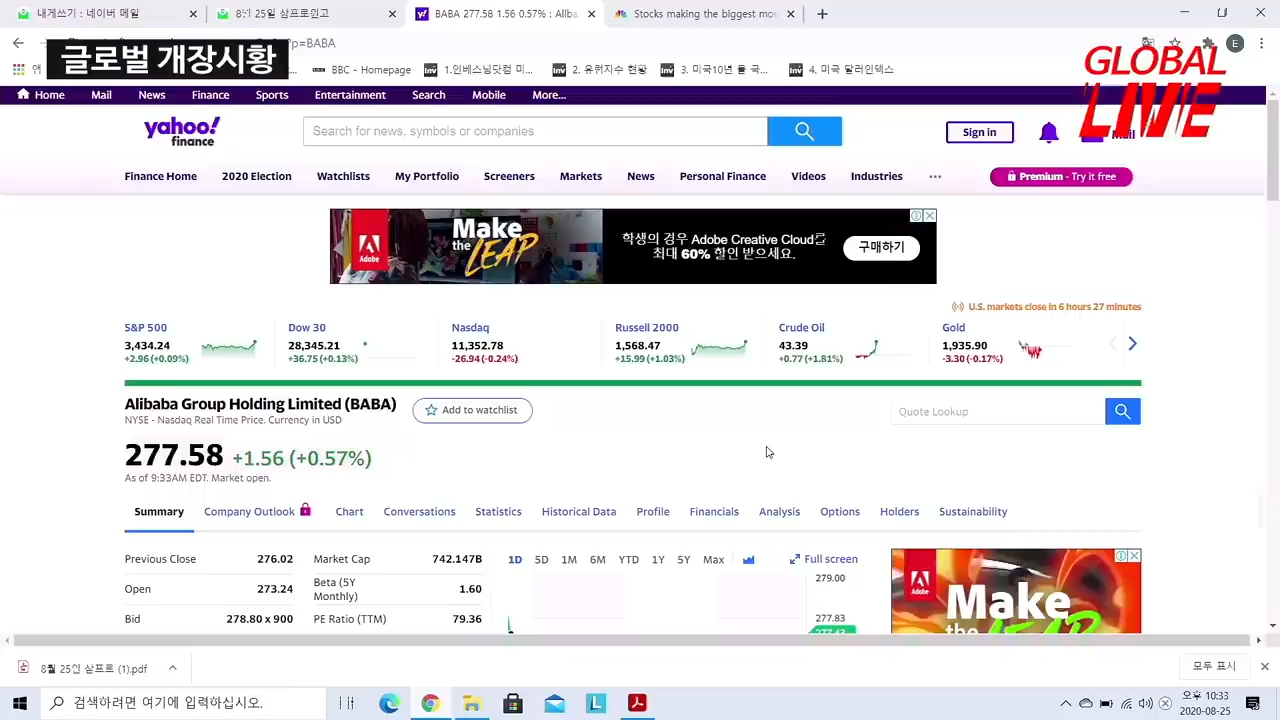 내게쓰기 : 네이버 메일
8월 25일 삼프로원고
BABA 277.58 1.56 0.57% : Aliba
Stocks making the biggest mov
글로벌 개장시황
p=BABA
E
BBC - Homepage
1.인베스닝닷컴 미...
2. 유뤼지수 현황
3. 미국10년 률 국...
4. 미국 달러인덱스
GLOBAL
LIVE
Home
Mail
News
Finance
Sports
Entertainment
Search
Mobile
More...
yahoo!
finance
Search for news, symbols or companies
Sign in
Mail
Finance Home
2020 Election
Watchlists
My Portfolio
Screeners
Markets
News
Personal Finance
Videos
Industries
...
Premium - Try it free
Adobe
Make
the LEAP
학생의 경우 Adobe Creative Cloud를
최대 60% 할인 받으세요.
구매하기
U.S. markets close in 6 hours 27 minutes
S&P 500
3,434.24
+2.96 (+0.09%)
Dow 30
28,345.21
+36.75 (+0.13%)
Nasdaq
11,352.78
-26.94 (-0.24%)
Russell 2000
1,568.47
+15.99 (+1.03%)
Crude Oil
43.39
+0.77 (+1.81%)
Gold
1,935.90
-3.30 (-0.17%)
Alibaba Group Holding Limited (BABA)
NYSE - Nasdaq Real Time Price. Currency in USD
Add to watchlist
Quote Lookup
277.58 +1.56 (+0.57%)
As of 9:33AM EDT. Market open.
Summary
Company Outlook
Chart
Conversations
Statistics
Historical Data
Profile
Financials
Analysis
Options
Holders
Sustainability
Previous Close 276.02
Open 273.24
Bid 278.80 x 900
Market Cap 742.147B
Beta (5Y
Monthly) 1.60
PE Ratio (TTM) 79.36
1D 5D 1M 6M YTD 1Y 5Y Max
Full screen
279.00
277.83
Adobe
Make
the LEAP
8월 25일 삼프로 (1).pdf
모두 표시
검색하려면 여기에 입력하십시오.
오후 10:33
2020-08-25